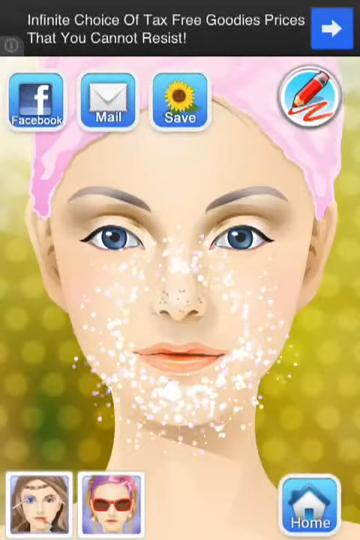 Infinite Choice Of Tax Free Goodies Prices
That You Cannot Resist!
Facebook
Mail
Save
Home